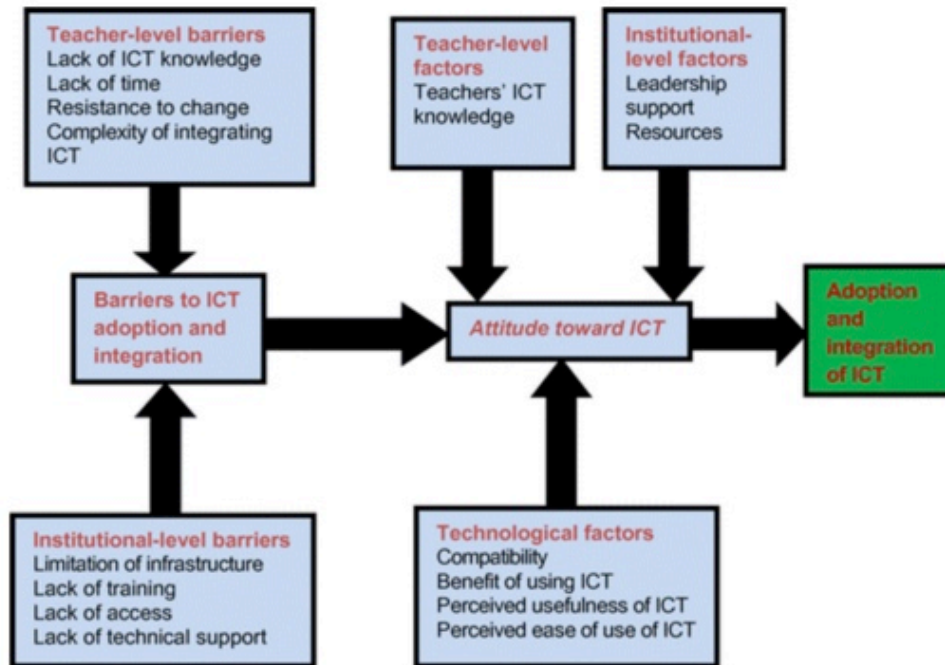 Teacher-level barriers
Lack of ICT knowledge
Lack of time
Resistance to change
Complexity of integrating
ICT
Teacher-level
factors
Teachers' ICT
knowledge
Institutional-
level factors
Leadership
support
Resources
Barriers to ICT
adoption and
integration
Attitude toward ICT
Adoption
and
integration
of ICT
Institutional-level barriers
Limitation of infrastructure
Lack of training
Lack of access
Lack of technical support
Technological factors
Compatibility
Benefit of using ICT
Perceived usefulness of ICT
Perceived ease of use of ICT